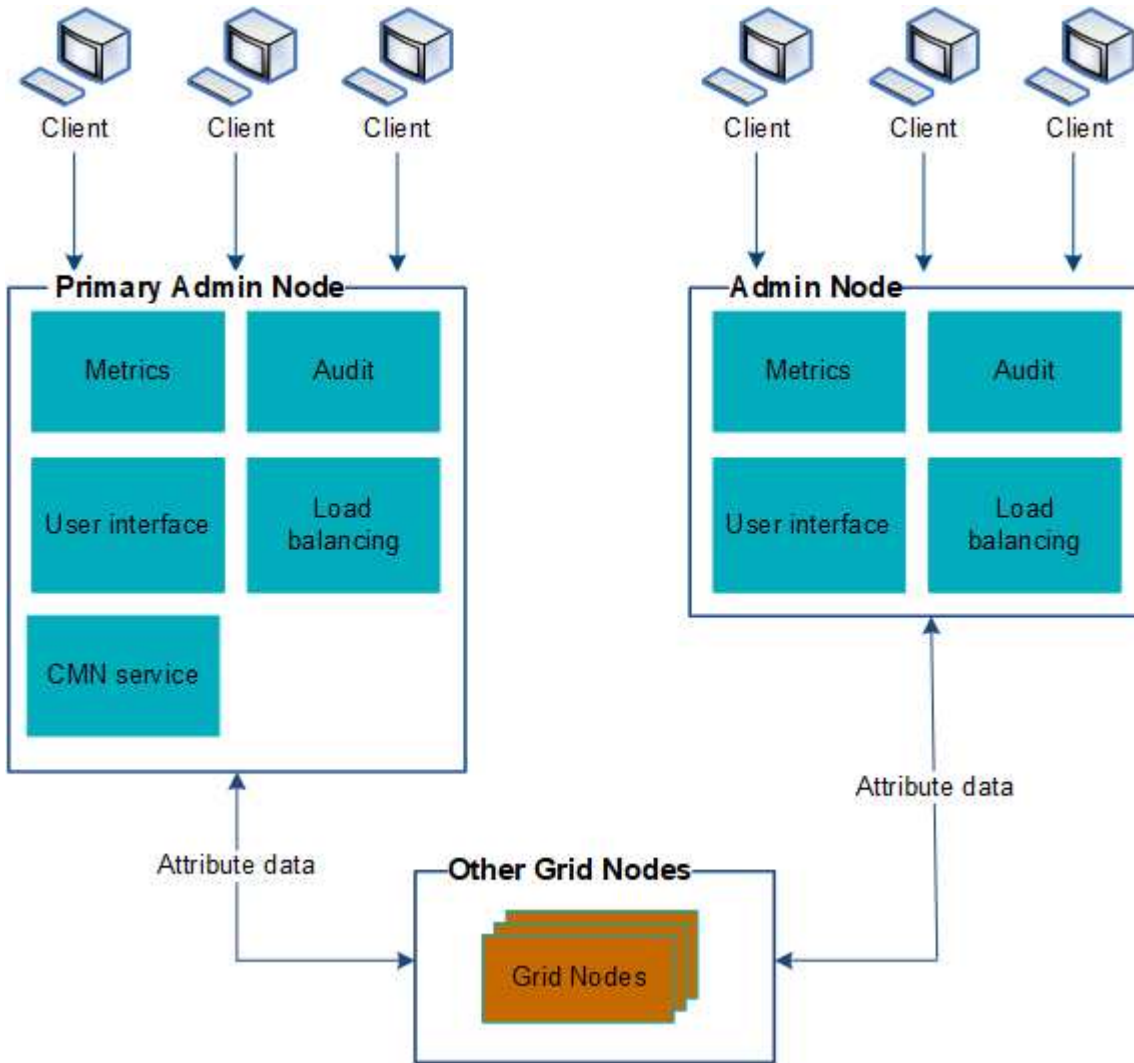 Client
Client
Client
Client
Client
Client
Primary Admin Node
Metrics
Audit
User interface
Load
balancing
CMN service
Admin Node
Metrics
Audit
User interface
Load
balancing
Attribute data
Attribute data
Other Grid Nodes
Grid Nodes